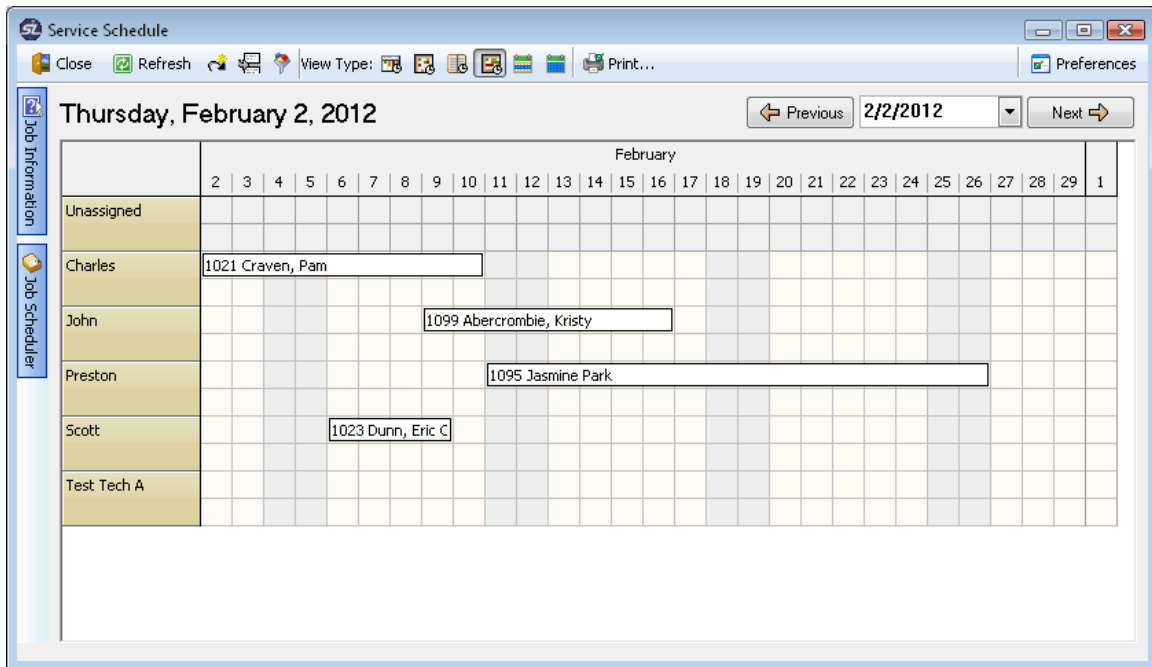 SL Service Schedule
Close Refresh View Type: Print... Preferences
Job Information
Job Scheduler
Thursday, February 2, 2012
Previous 2/2/2012 Next
February
2 3 4 5 6 7 8 9 10 11 12 13 14 15 16 17 18 19 20 21 22 23 24 25 26 27 28 29 1
Unassigned
Charles 1021 Craven, Pam
John 1099 Abercrombie, Kristy
Preston 1095 Jasmine Park
Scott 1023 Dunn, Eric C
Test Tech A